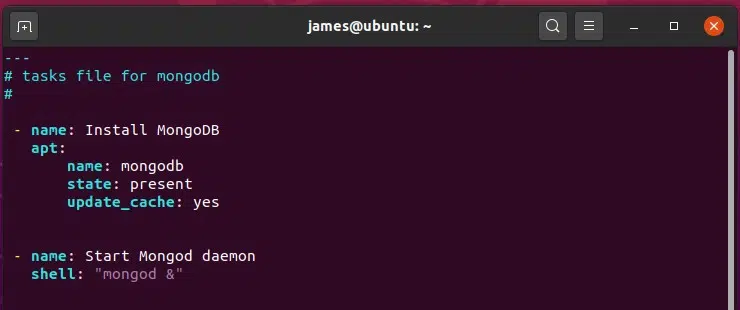 james@ubuntu: ~
---
# tasks file for mongodb
#
- name: Install MongoDB
apt:
name: mongodb
state: present
update_cache: yes
- name: Start Mongod daemon
shell: "mongod &"